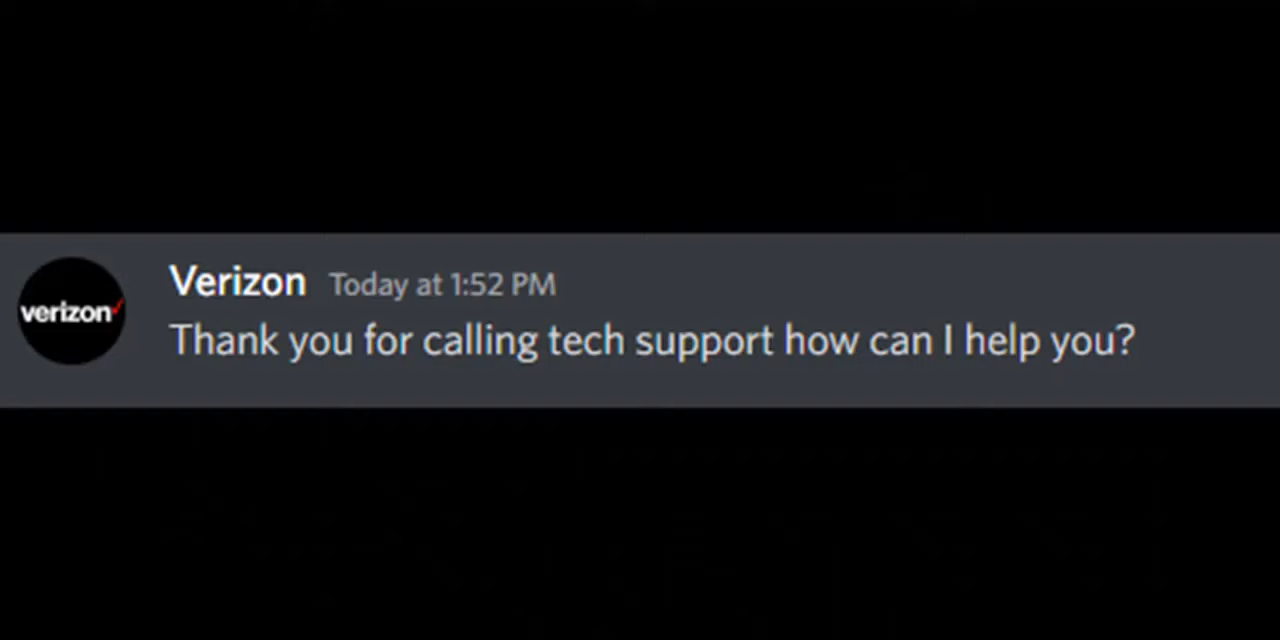 Verizon Today at 1:52 PM
verizon
Thank you for calling tech support how can I help you?